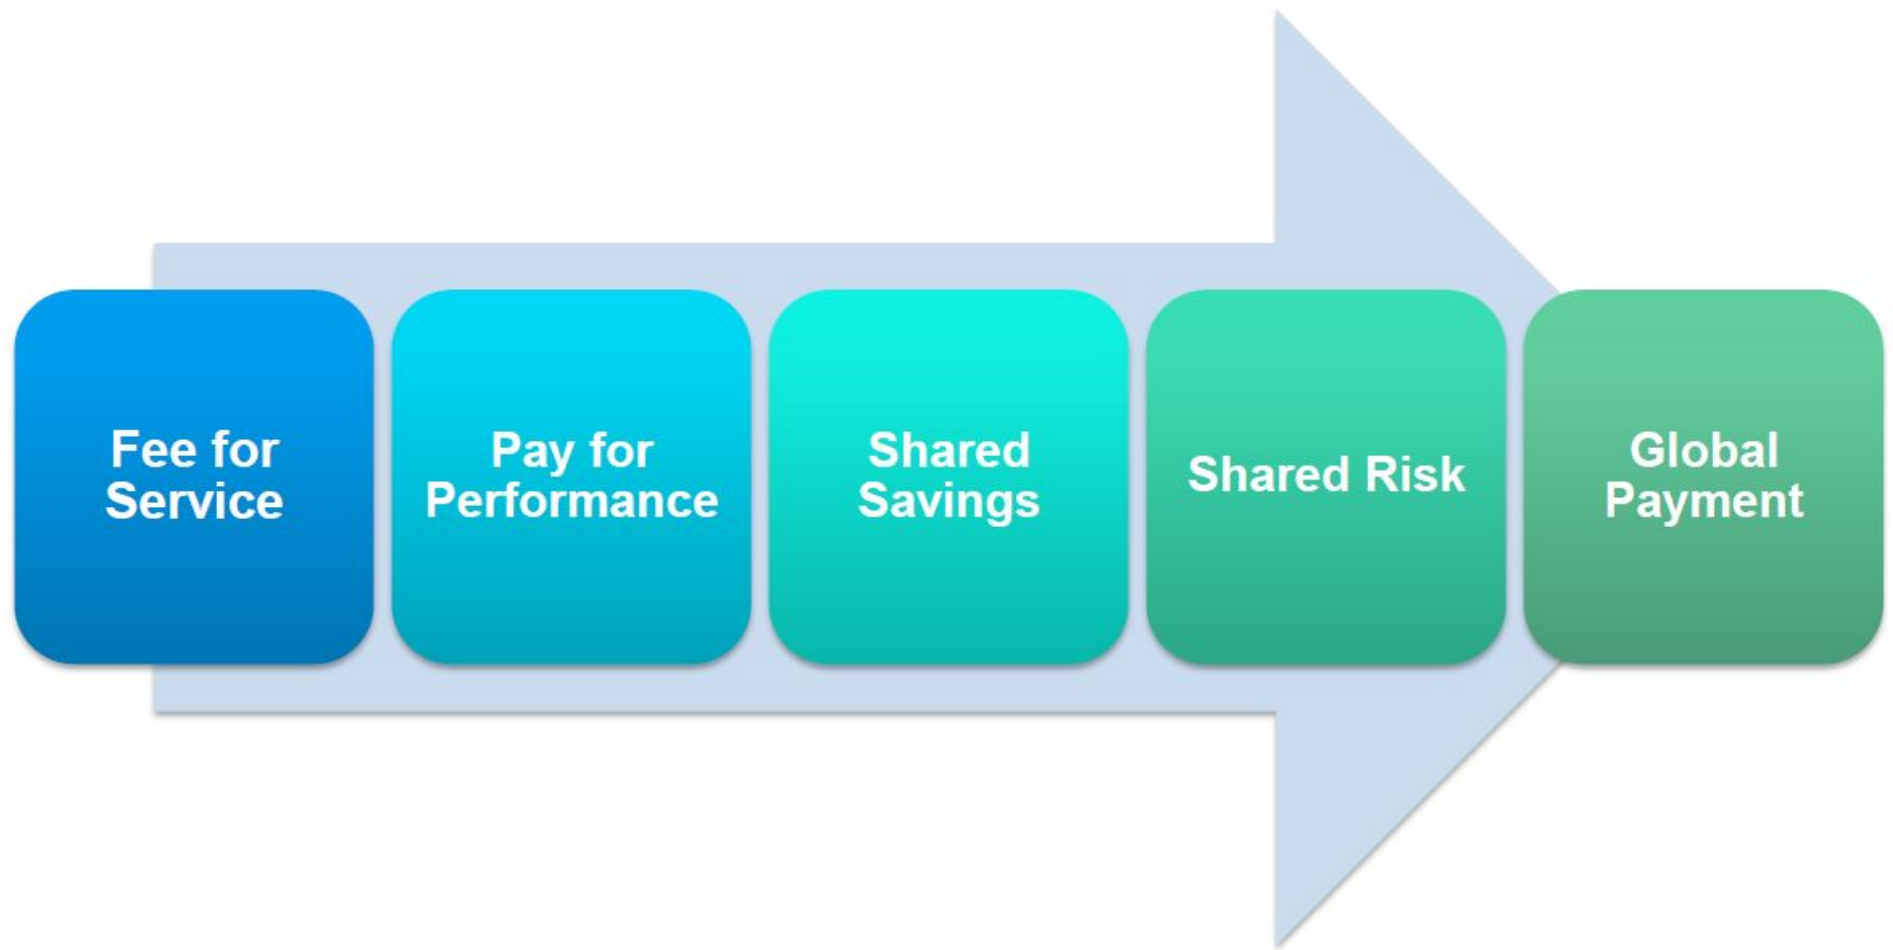 Fee for
Service
Pay for
Performance
Shared
Savings
Shared Risk
Global
Payment